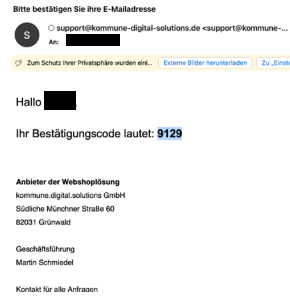 Bitte bestätigen Sie ihre E-Mailadresse
S
support@kommune-digital-solutions.de <support@kommune-...
An:
Zum Schutz Ihrer Privatsphäre wurden eini... Externe Bilder herunterladen Zu „Einste
Hallo ,
Ihr Bestätigungscode lautet: 9129
Anbieter der Webshoplösung
kommune.digital.solutions GmbH
Südliche Münchner Straße 60
82031 Grünwald
Geschäftsführung
Martin Schmiedel
Kontakt für alle Anfragen